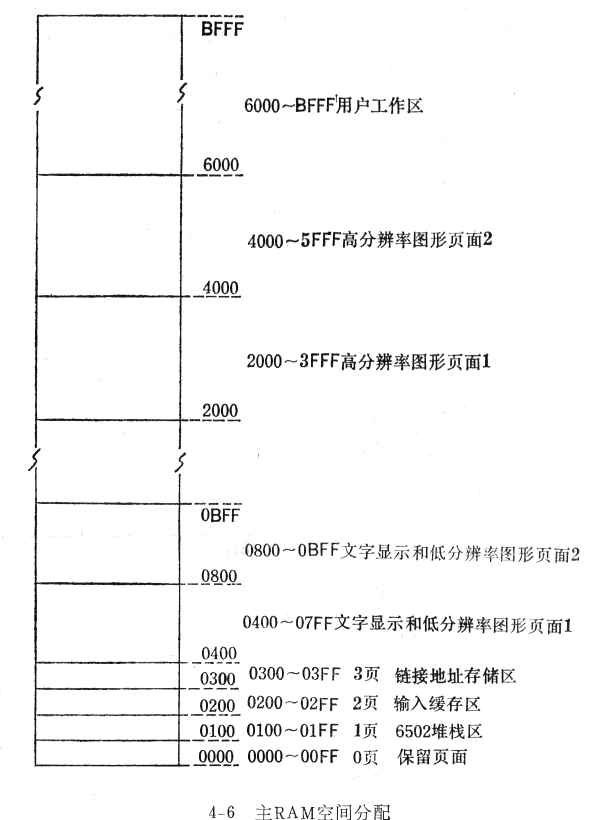 BFFF
6000~BFFF用户工作区
6000
4000~5FFF高分辨率图形页面2
4000
2000~3FFF高分辨率图形页面1
2000
0BFF
0800~0BFF文字显示和低分辨率图形页面2
0800
0400~07FF文字显示和低分辨率图形页面1
0400
0300 0300~03FF 3页 链接地址存储区
0200 0200~02FF 2页 输入缓存区
0100 0100~01FF 1页 6502堆栈区
0000 0000~00FF 0页 保留页面
4-6 主RAM空间分配